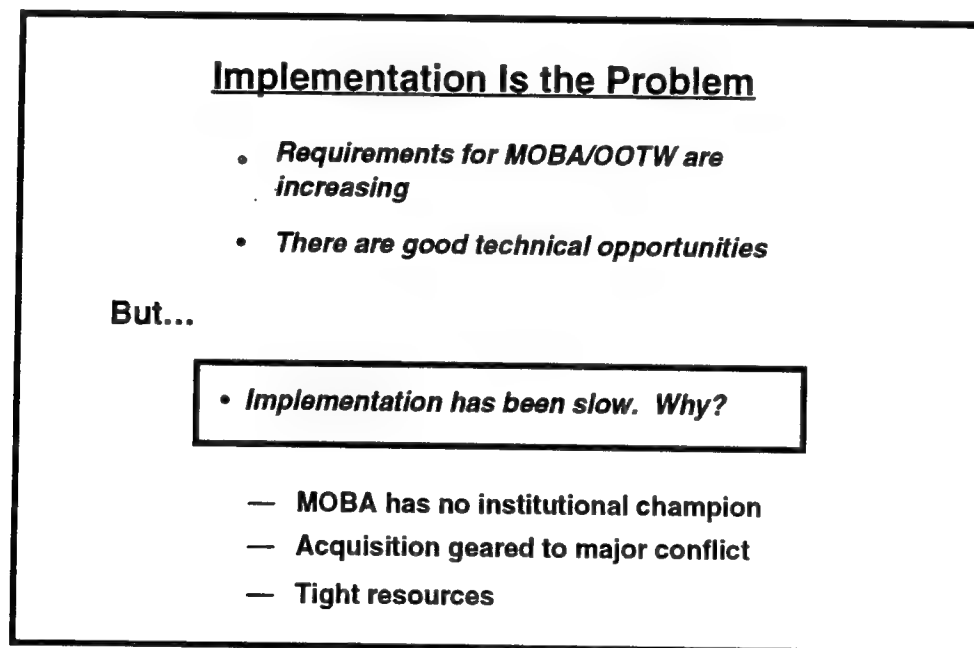 Implementation Is the Problem
• Requirements for MOBA/OOTW are
increasing
• There are good technical opportunities
But...
• Implementation has been slow. Why?
— MOBA has no institutional champion
— Acquisition geared to major conflict
— Tight resources